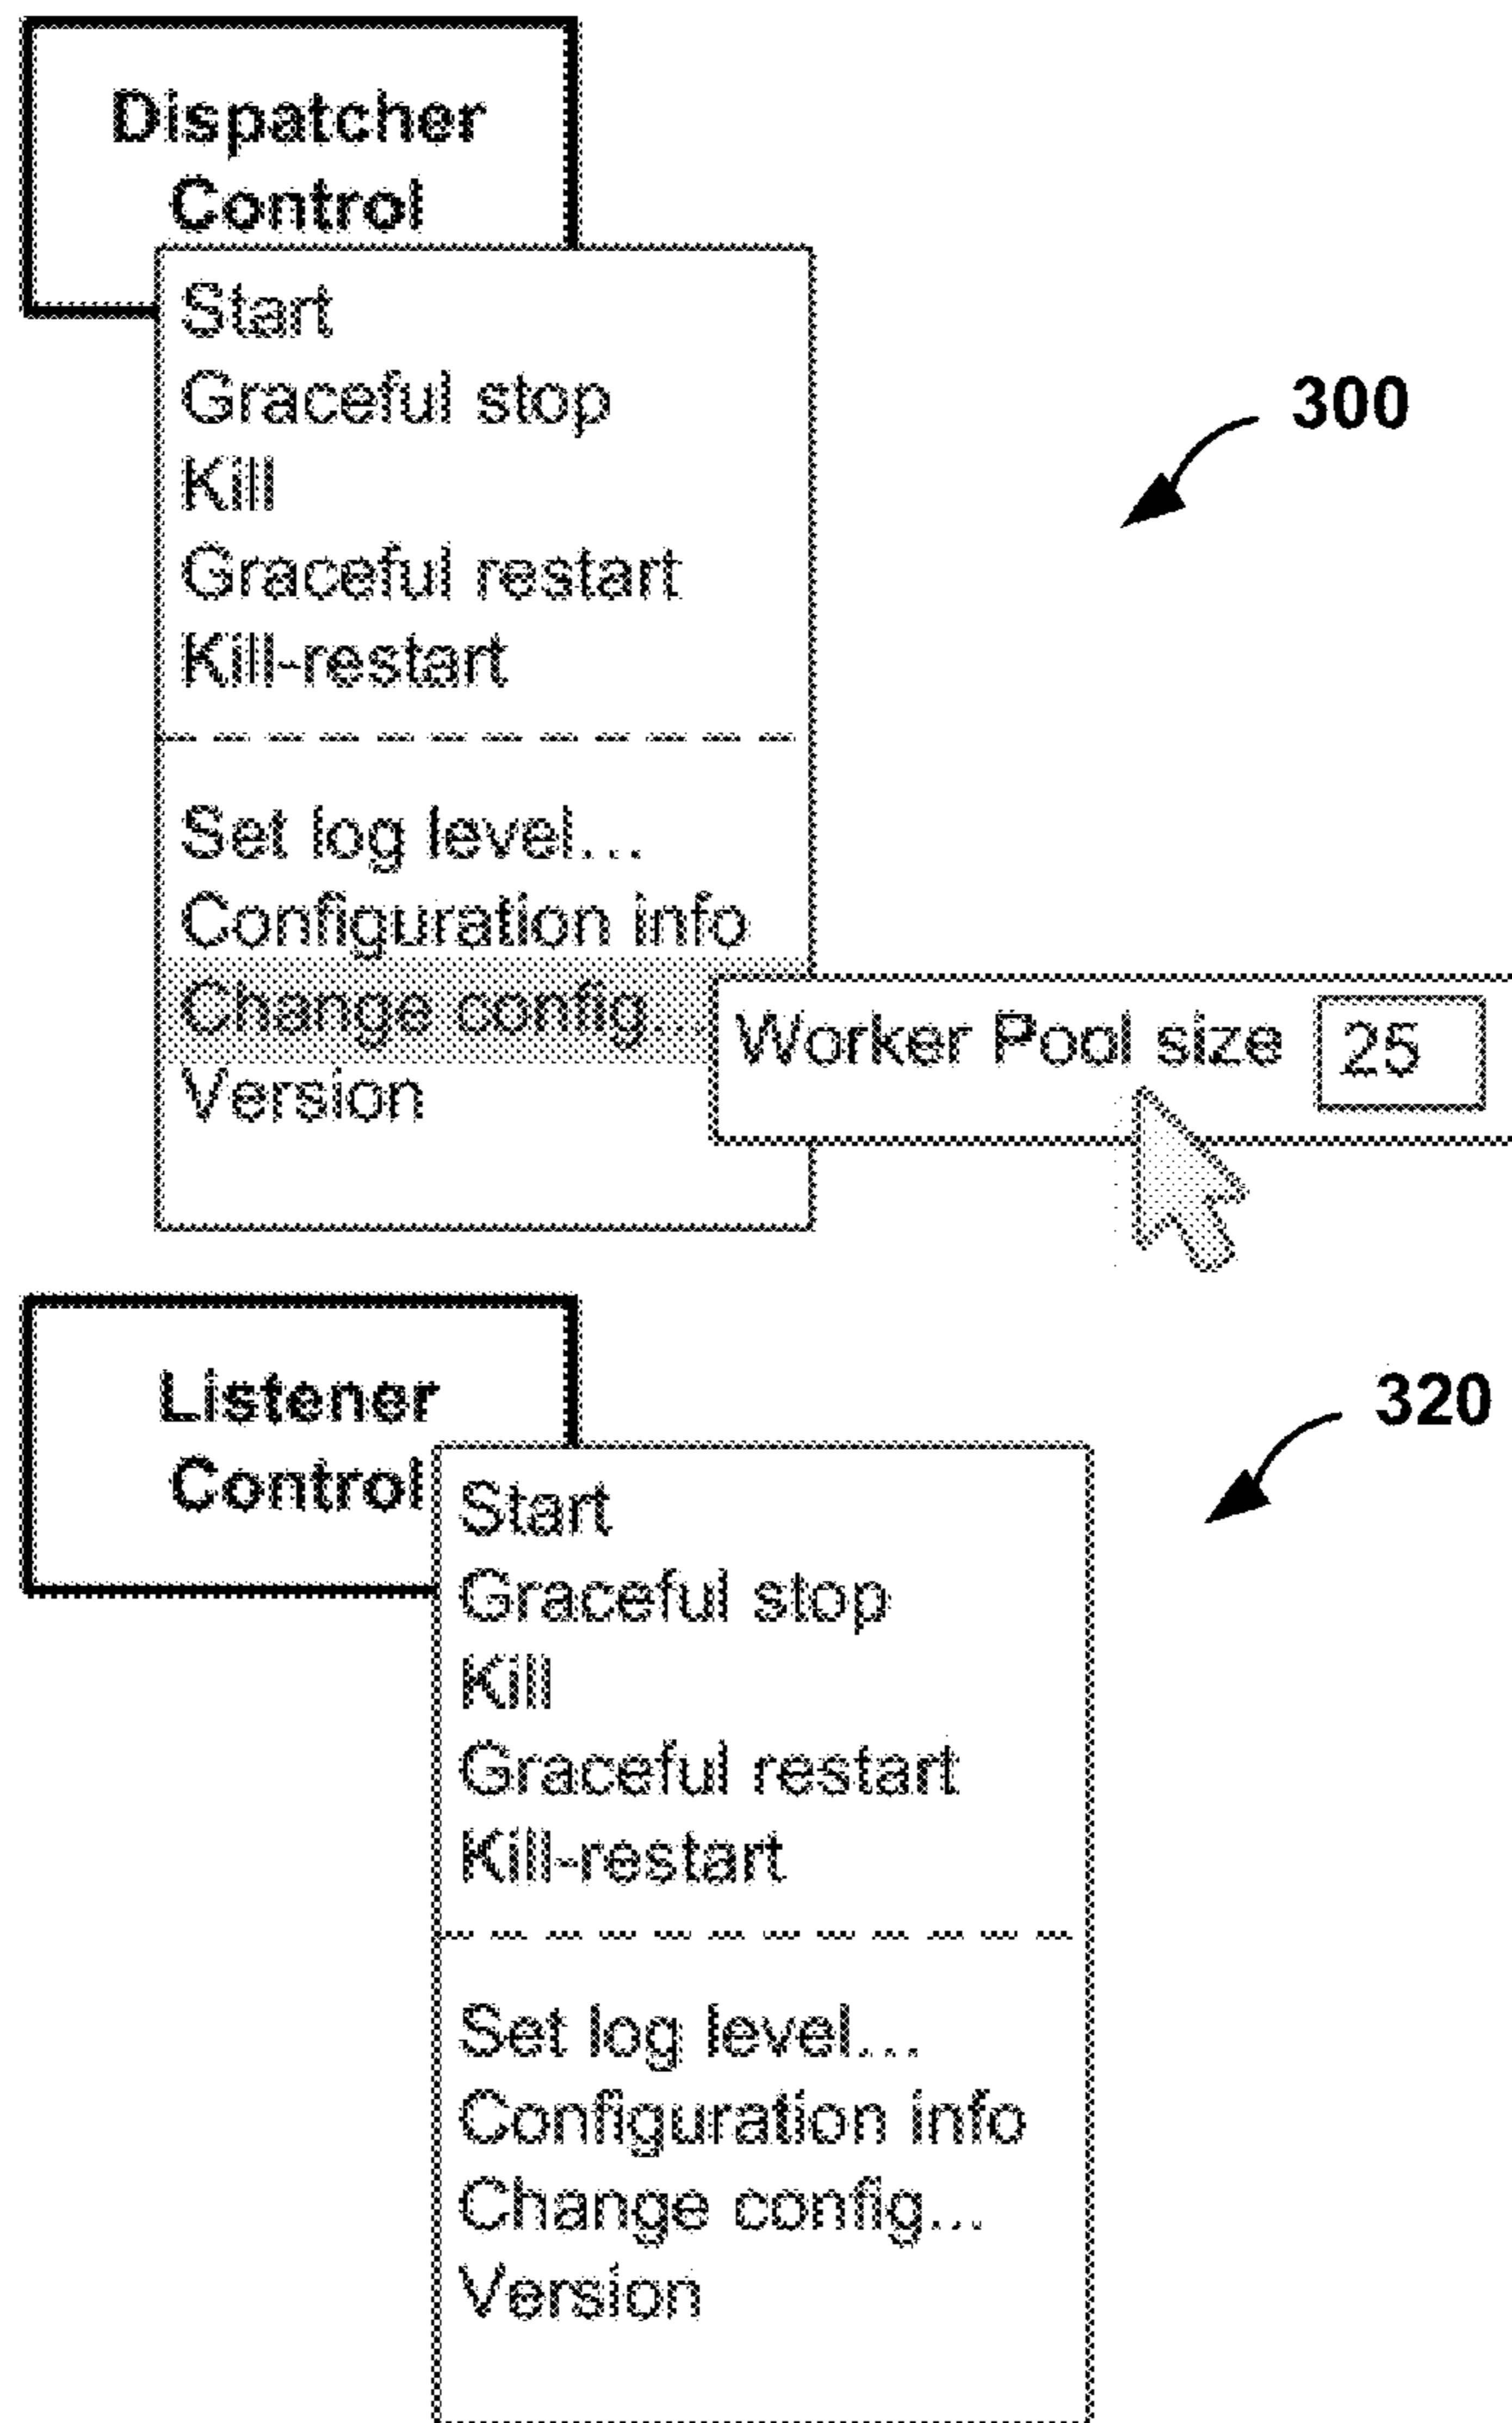 Dispatcher
Control
Start
Graceful stop
Kill
Graceful restart
Kill-restart
300
Set log level...
Configuration info
Change config...
Worker Pool size 25
Version
Listener
Control
320
Start
Graceful stop
Kill
Graceful restart
Kill-restart
Set log level...
Configuration info
Change config...
Version